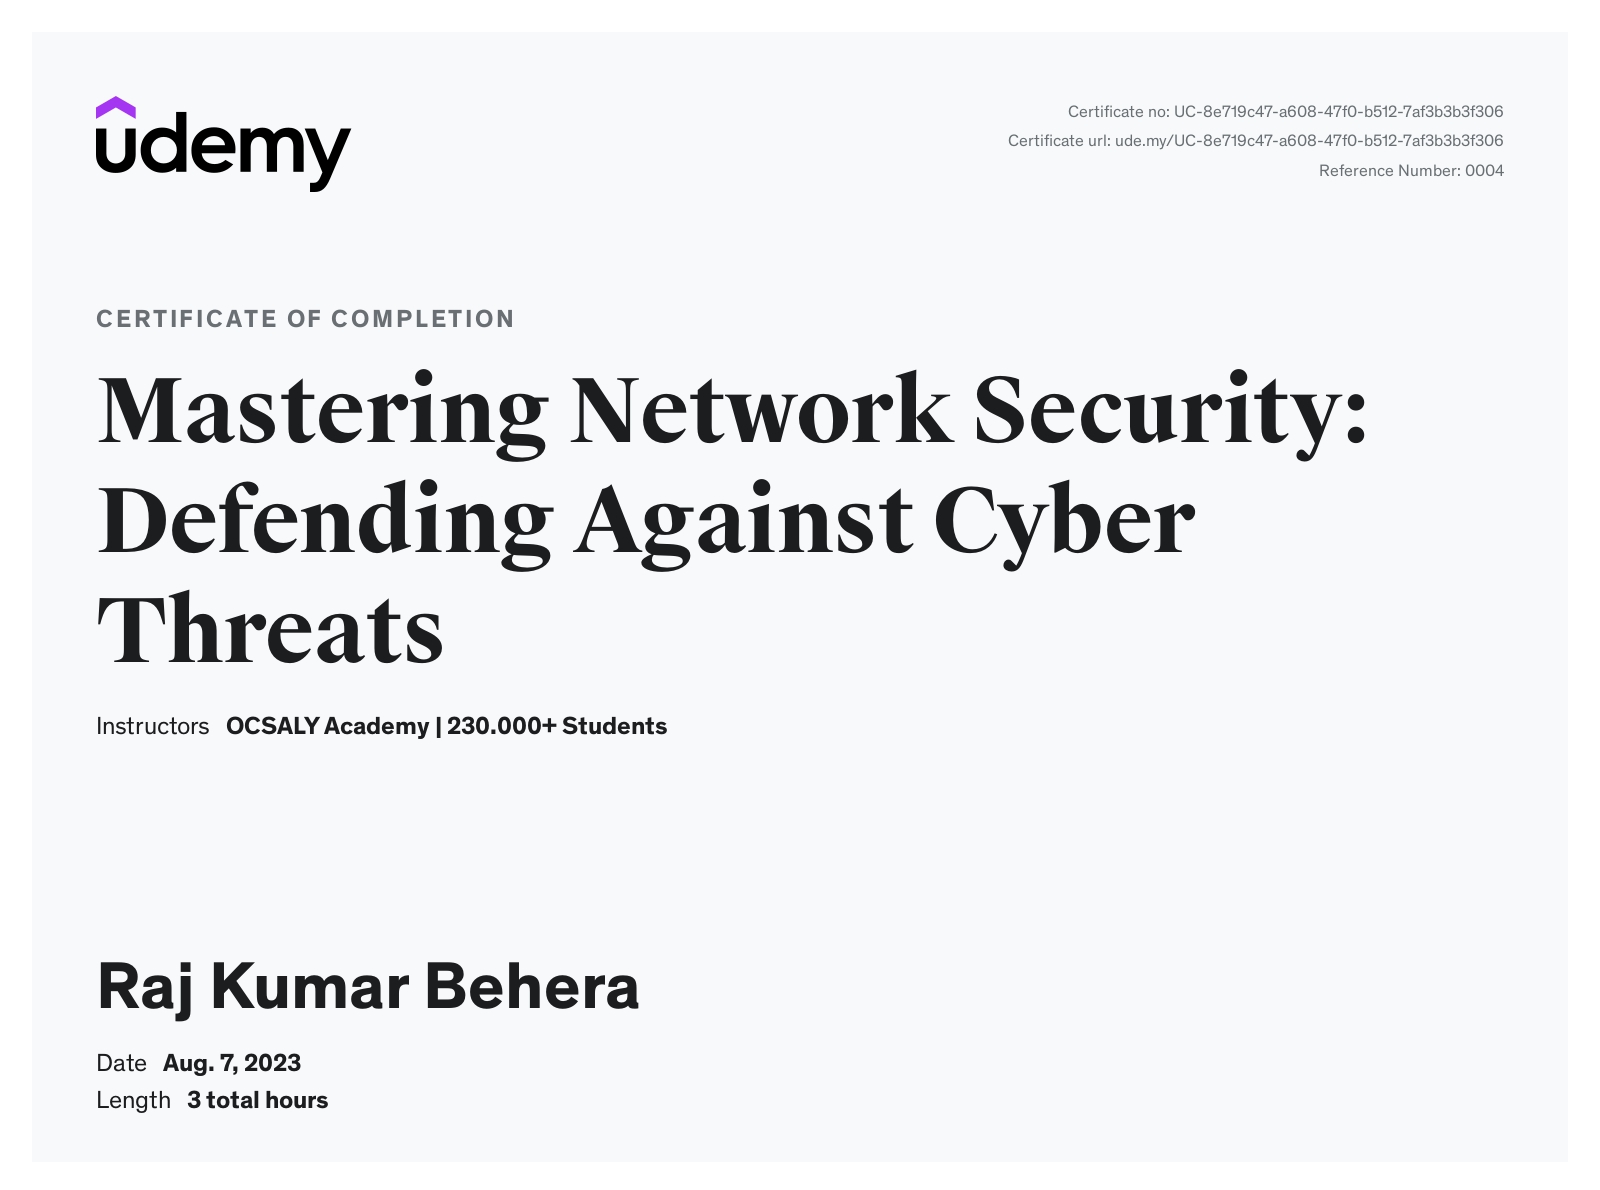 udemy
Certificate no: UC-8e719c47-a608-47f0-b512-7af3b3b3f306
Certificate url: ude.my/UC-8e719c47-a608-47f0-b512-7af3b3b3f306
Reference Number: 0004
CERTIFICATE OF COMPLETION
Mastering Network Security:
Defending Against Cyber
Threats
Instructors OCSALY Academy | 230.000+ Students
Raj Kumar Behera
Date Aug. 7, 2023
Length 3 total hours